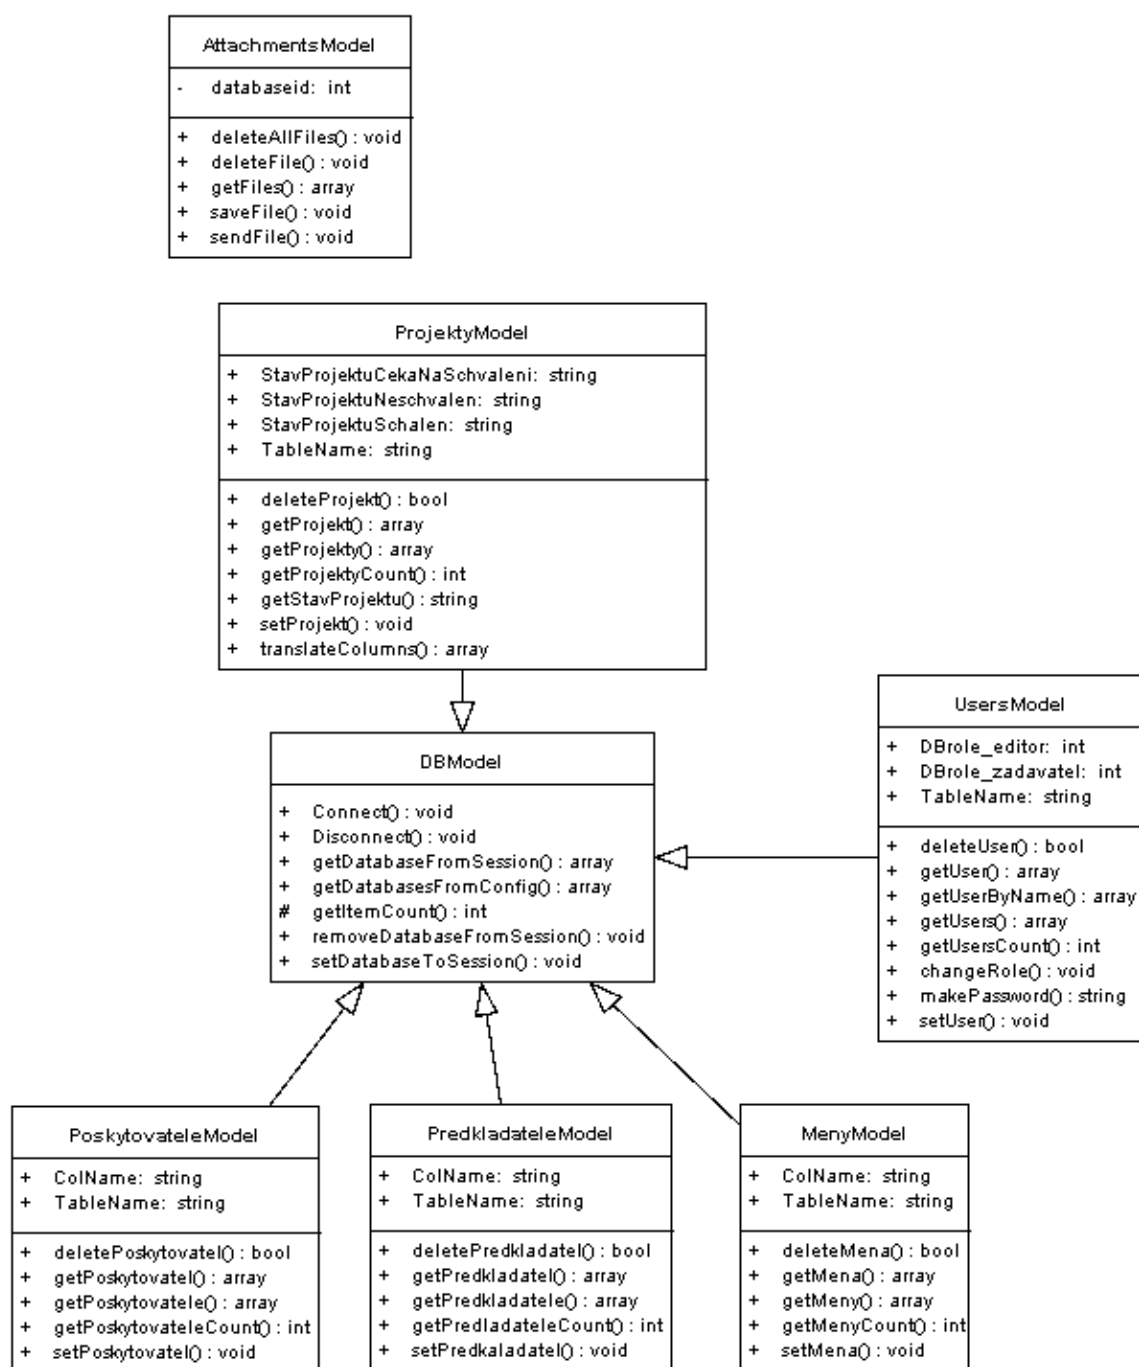 AttachmentsModel
- databaseid: int
+ deleteAllFiles() : void
+ deleteFile() : void
+ getFiles() : array
+ saveFile() : void
+ sendFile() : void
ProjektyModel
+ StavProjektuCekaNaSchvaleni: string
+ StavProjektuNeschvalen: string
+ StavProjektuSchalen: string
+ TableName: string
+ deleteProjekt() : bool
+ getProjekt() : array
+ getProjekty() : array
+ getProjektyCount() : int
+ getStavProjektu() : string
+ setProjekt() : void
+ translateColumns() : array
UsersModel
+ DBrole_editor: int
+ DBrole_zadavatel: int
+ TableName: string
+ deleteUser() : bool
+ getUser() : array
+ getUserByName() : array
+ getUsers() : array
+ getUsersCount() : int
+ changeRole() : void
+ makePassword() : string
+ setUser() : void
DBModel
+ Connect() : void
+ Disconnect() : void
+ getDatabaseFromSession() : array
+ getDatabasesFromConfig() : array
# getItemCount() : int
+ removeDatabaseFromSession() : void
+ setDatabaseToSession() : void
PoskytovateleModel
+ ColName: string
+ TableName: string
+ deletePoskytovatel() : bool
+ getPoskytovatel() : array
+ getPoskytovatele() : array
+ getPoskytovateleCount() : int
+ setPoskytovatel() : void
PredkladateleModel
+ ColName: string
+ TableName: string
+ deletePredkladatel() : bool
+ getPredkladatel() : array
+ getPredkladatele() : array
+ getPredladateleCount() : int
+ setPredkaladatel() : void
MenyModel
+ ColName: string
+ TableName: string
+ deleteMena() : bool
+ getMena() : array
+ getMeny() : array
+ getMenyCount() : int
+ setMena() : void